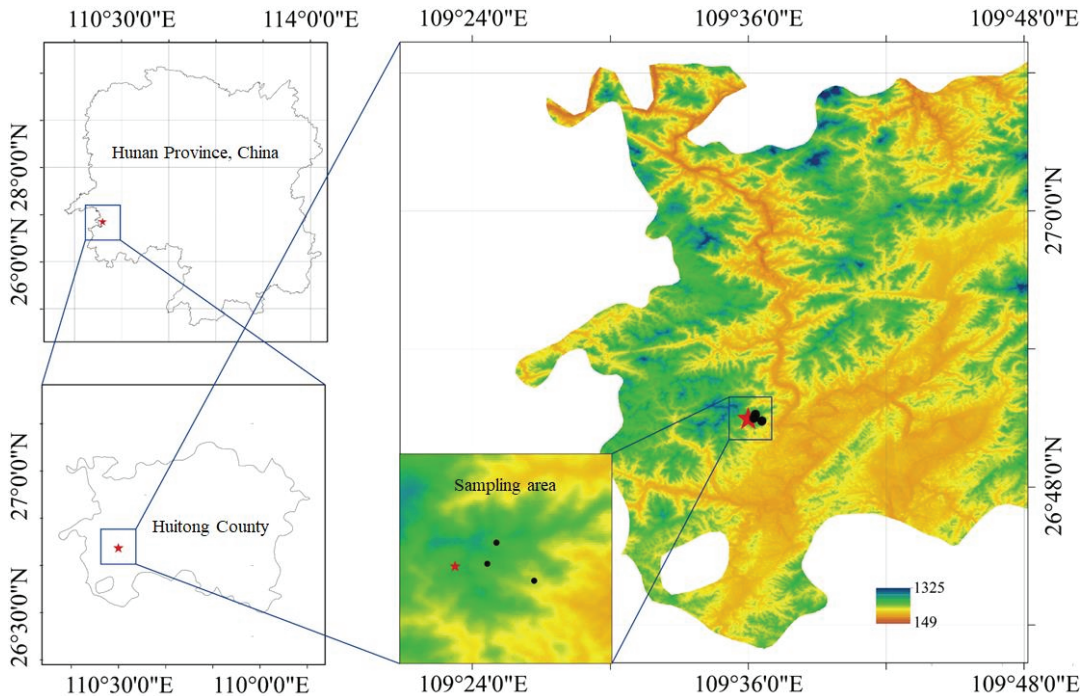 110°30'0"E
114°0'0"E
109°24'0"E
109°36'0"E
109°48'0"E
28°0'0"N
26°0'0"N
Hunan Province, China
27°0'0"N
27°0'0"N
26°30'0"N
Huitong County
Sampling area
26°48'0"N
1325
149
110°30'0"E
110°0'0"E
109°24'0"E
109°36'0"E
109°48'0"E